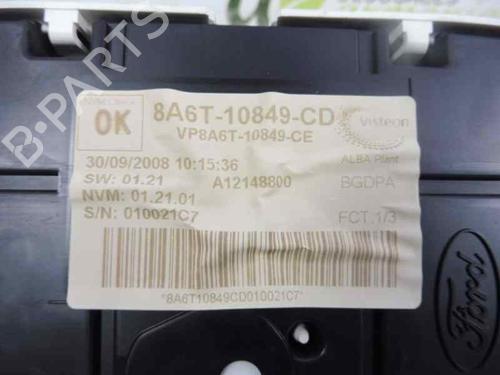 OK
8A6T-10849-CD
VP8A6T-10849-CE
Visteon
30/09/2008 10:15:36
ALBA Plant
SW: 01.21
A12148800
BGDPA
NVM: 01.21.01
S/N: 010021C7
FCT.1/3
*8A6T10849CD010021C7*
Ford
B-PARTS